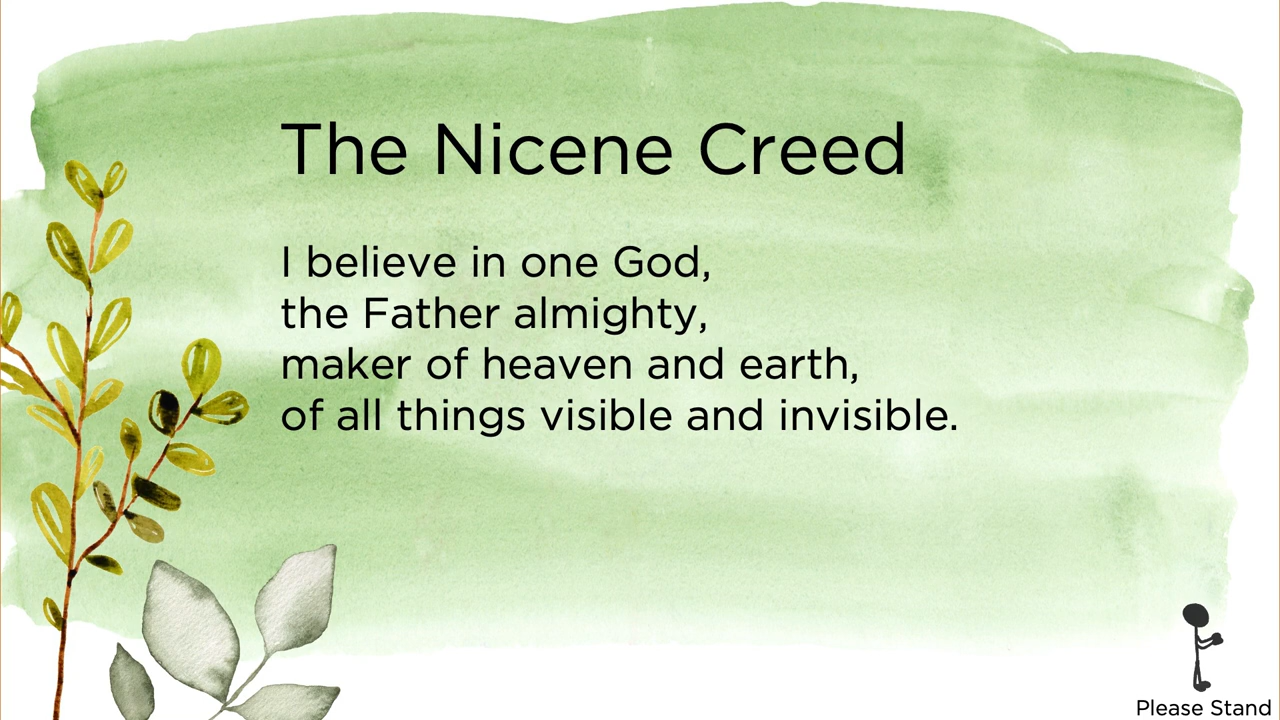 The Nicene Creed
I believe in one God,
the Father almighty,
maker of heaven and earth,
of all things visible and invisible.
Please Stand